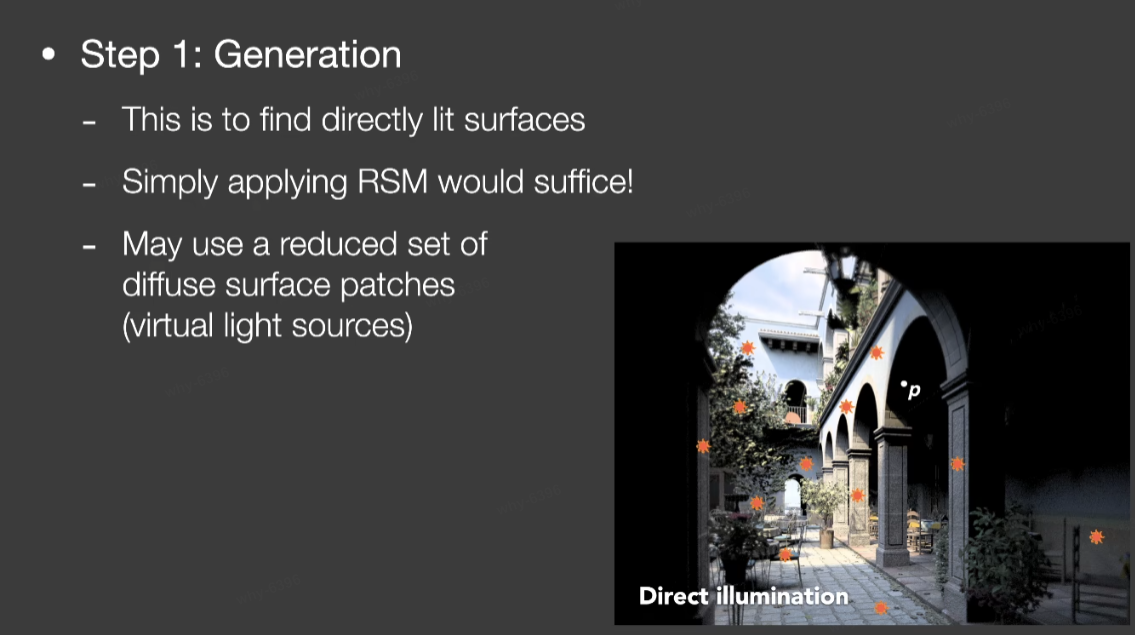 • Step 1: Generation
- This is to find directly lit surfaces
- Simply applying RSM would suffice!
- May use a reduced set of
diffuse surface patches
(virtual light sources)
p
Direct illumination